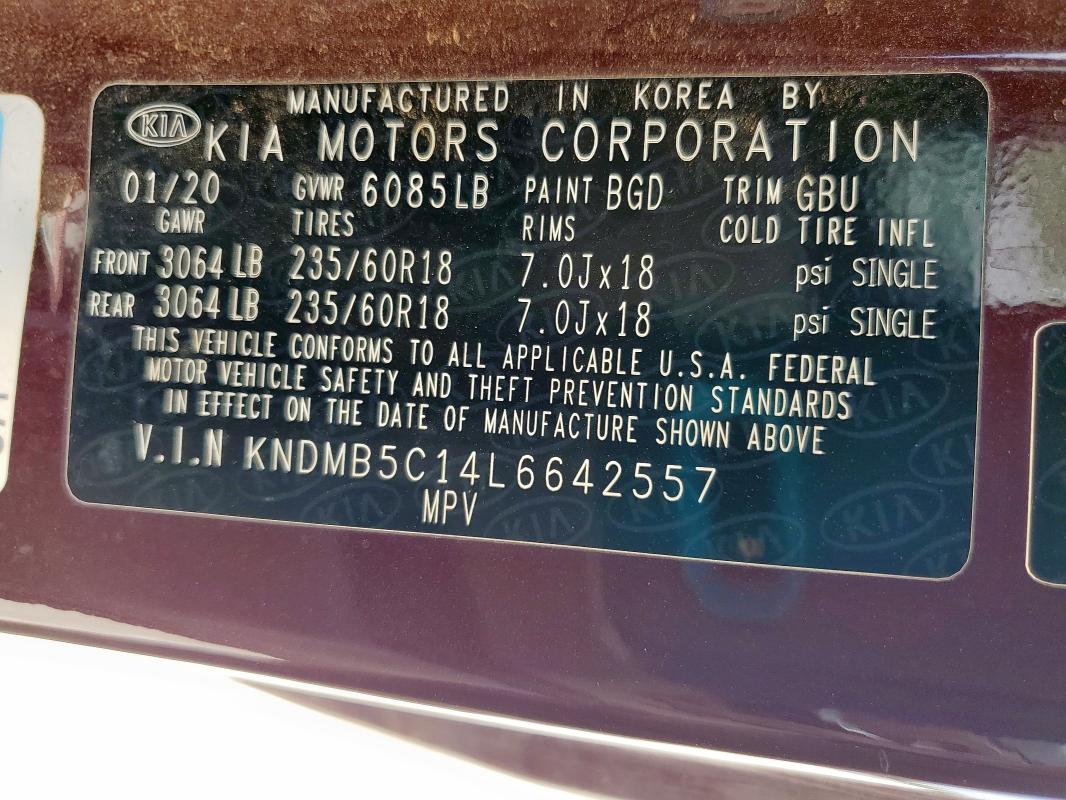 MANUFACTURED IN KOREA BY
KIA KIA MOTORS CORPORATION
01/20 GVWR 6085LB PAINT BGD TRIM GBU
GAWR TIRES RIMS COLD TIRE INFL
FRONT 3064 LB 235/60R18 7.0Jx18 psi SINGLE
REAR 3064 LB 235/60R18 7.0Jx18 psi SINGLE
THIS VEHICLE CONFORMS TO ALL APPLICABLE U.S.A. FEDERAL
MOTOR VEHICLE SAFETY AND THEFT PREVENTION STANDARDS
IN EFFECT ON THE DATE OF MANUFACTURE SHOWN ABOVE
V.I.N KNDMB5C14L6642557
MPV